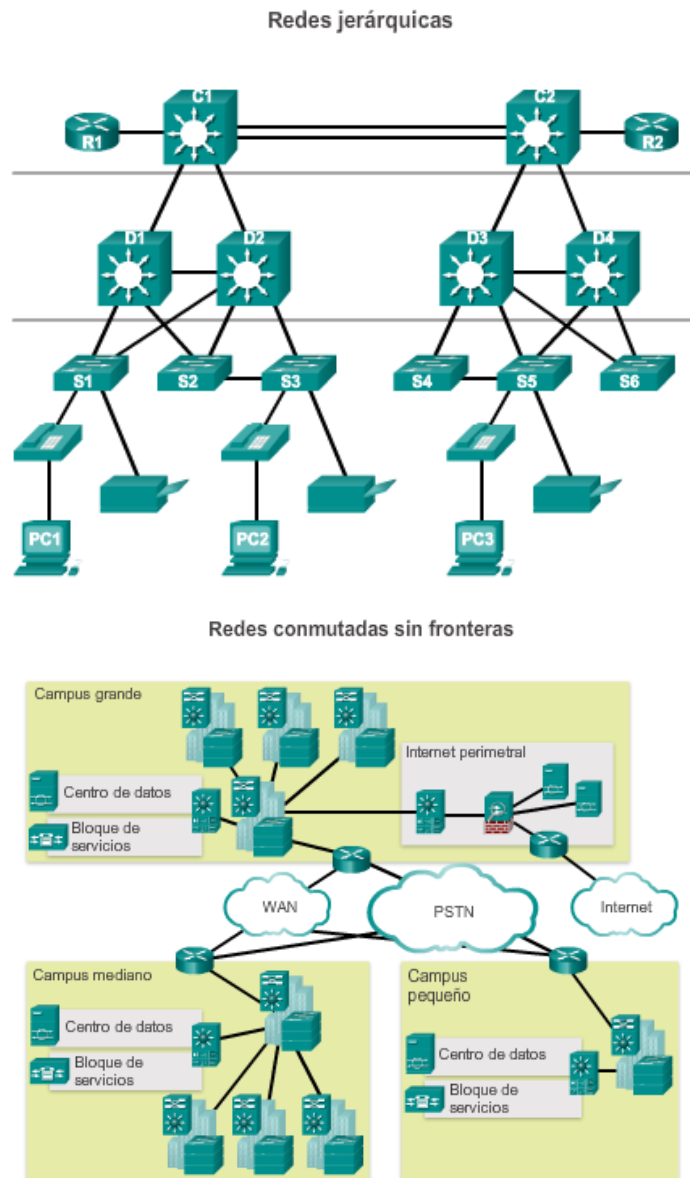 Redes jerárquicas
C1
C2
R1
R2
D1
D2
D3
D4
S1
S2
S3
S4
S5
S6
PC1
PC2
PC3
Redes conmutadas sin fronteras
Campus grande
Internet perimetral
Centro de datos
Bloque de
servicios
WAN
PSTN
Internet
Campus mediano
Centro de datos
Bloque de
servicios
Campus
pequeño
Centro de datos
Bloque de
servicios